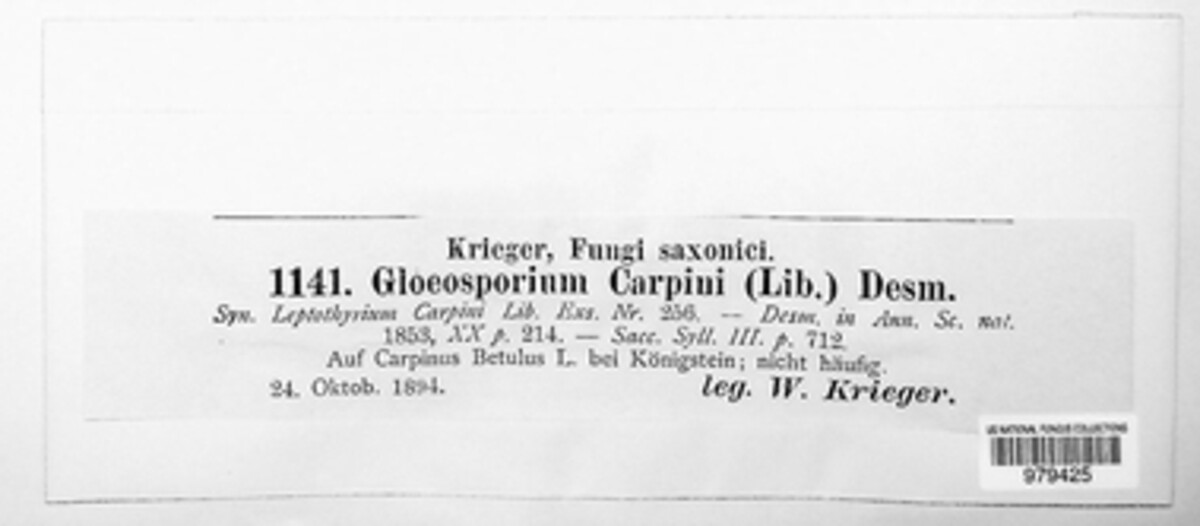 Krieger, Fungi saxonici.
1141. Gloeosporium Carpini (Lib.) Desm.
Syn. Leptothyrium Carpini Lib. Exs. Nr. 256. — Desm. in Ann. Sc. nat.
1853, XX p. 214. — Sacc. Syll. III. p. 712.
Auf Carpinus Betulus L. bei Königstein; nicht häufig.
24. Oktob. 1894. leg. W. Krieger.
US NATIONAL FUNGUS COLLECTIONS
979425